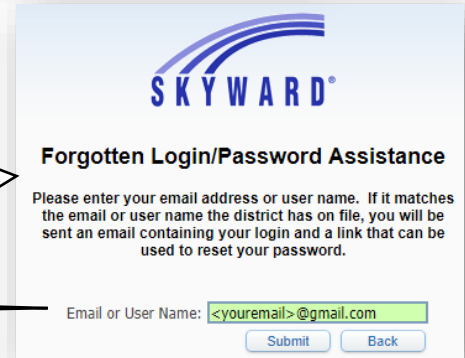 SKYWARD®
Forgotten Login/Password Assistance
Please enter your email address or user name. If it matches
the email or user name the district has on file, you will be
sent an email containing your login and a link that can be
used to reset your password.
Email or User Name: <youremail>@gmail.com
Submit Back